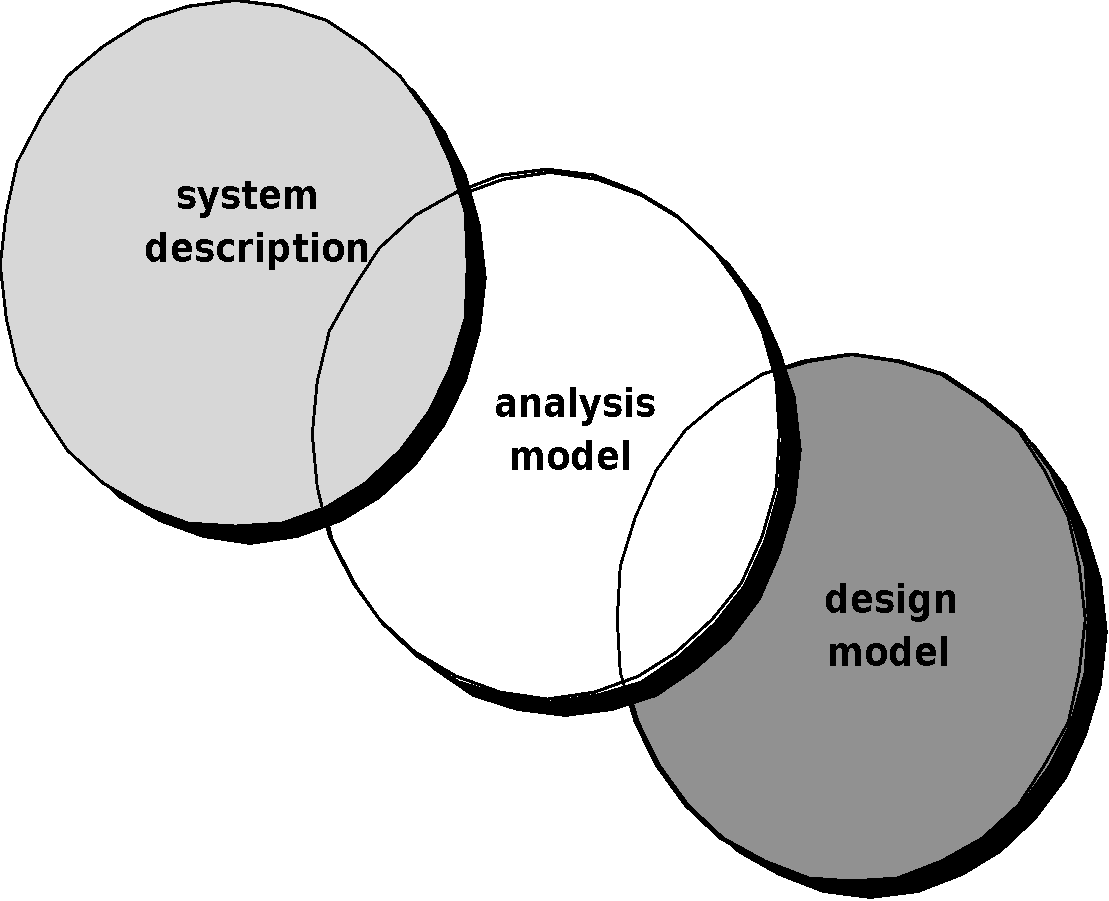 system
description
analysis
model
design
model